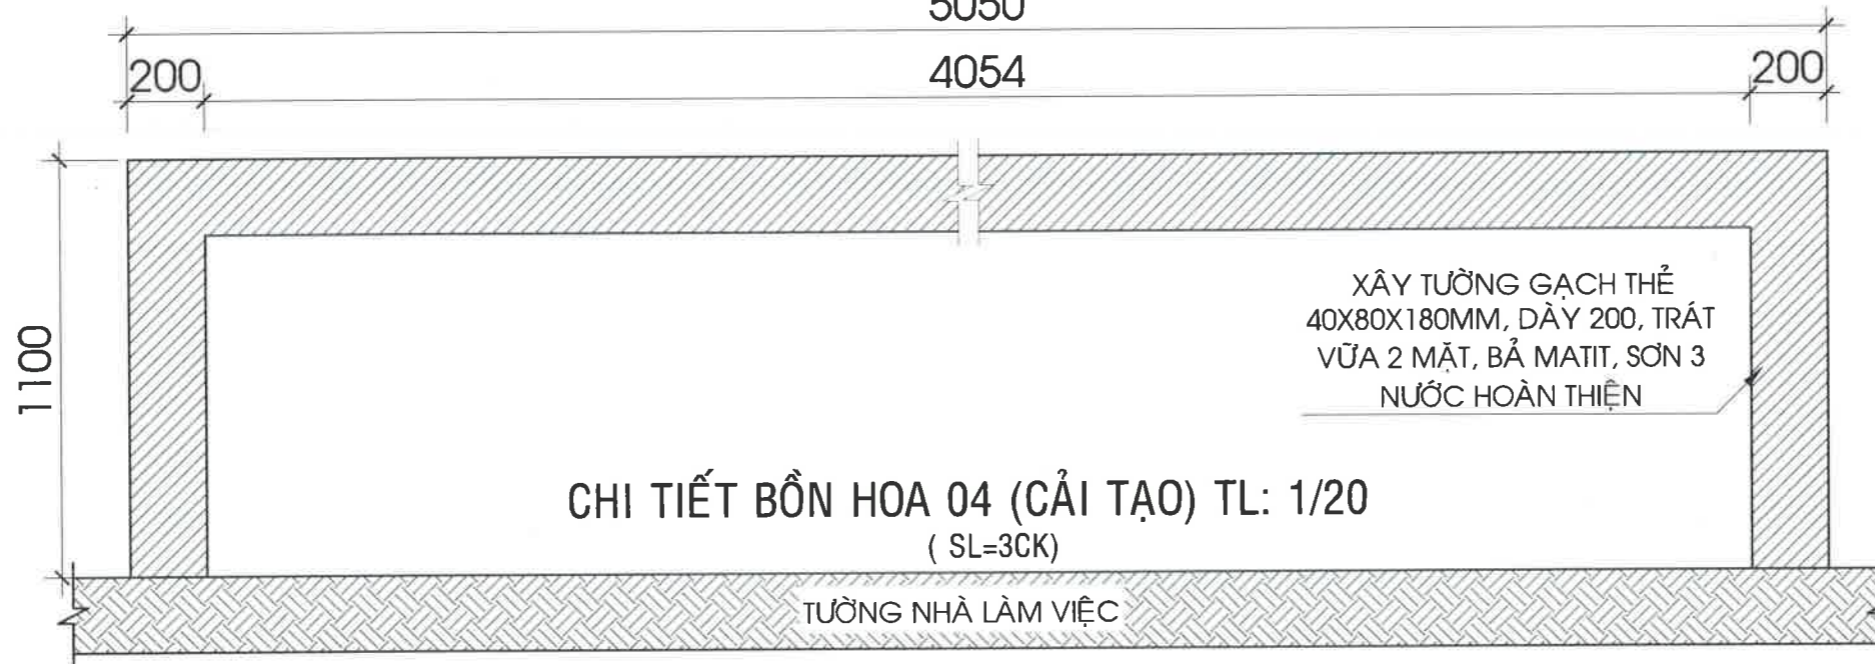 5050
200 4054 200
1100
XÂY TƯỜNG GẠCH THẺ
40X80X180MM, DÀY 200, TRÁT
VỮA 2 MẶT, BẢ MATIT, SƠN 3
NƯỚC HOÀN THIỆN
CHI TIẾT BỒN HOA 04 (CẢI TẠO) TL: 1/20
( SL=3CK)
TƯỜNG NHÀ LÀM VIỆC